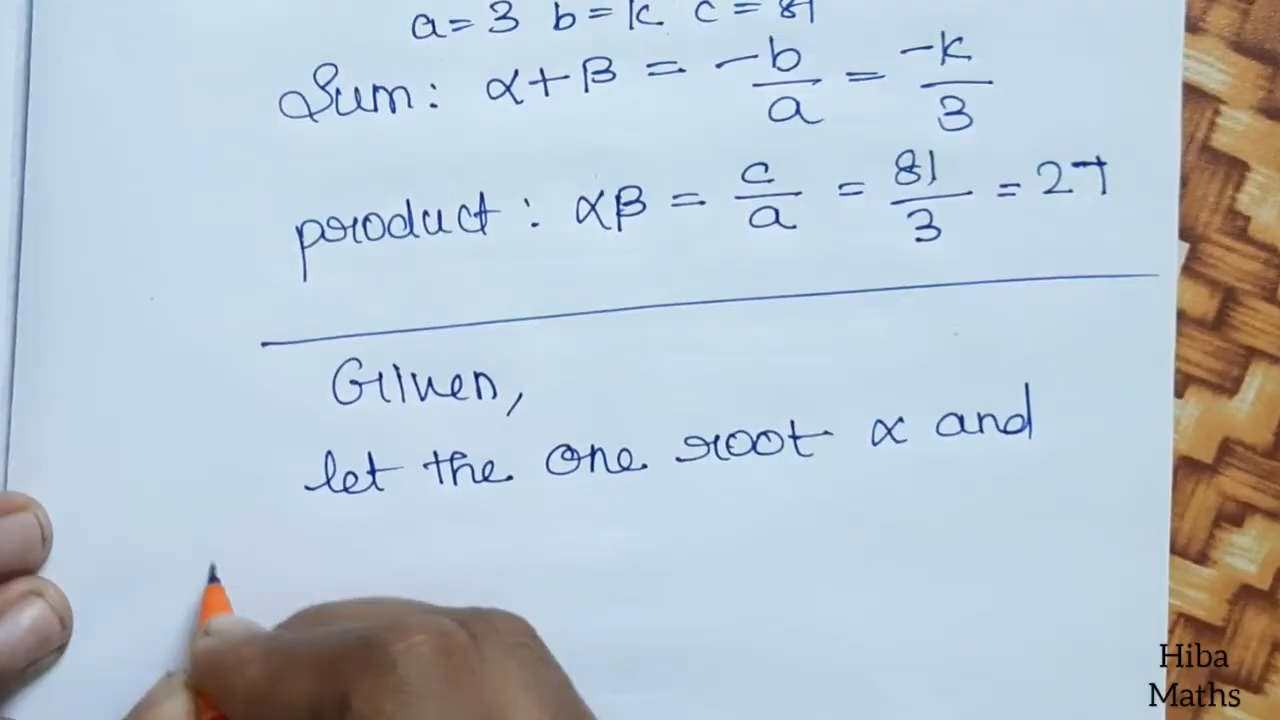 a=3 b=k c=81
Sum: α+β = -b/a = -k/3
product: αβ = c/a = 81/3 = 27
Given,
let the one root α and
Hiba
Maths